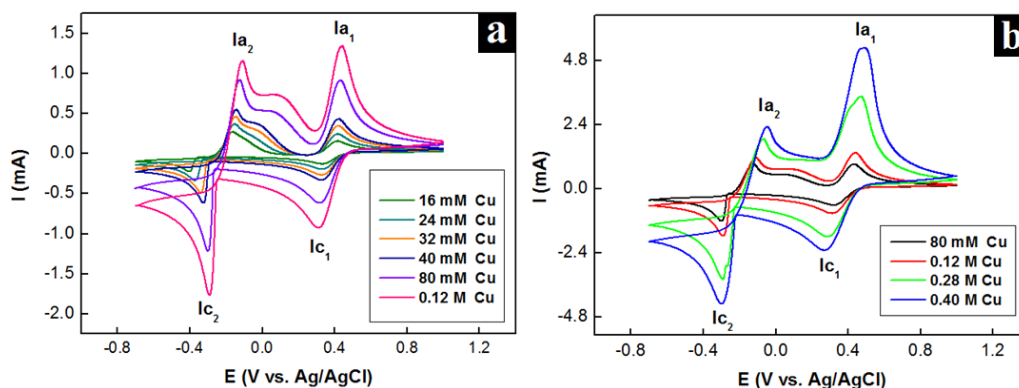 a
Ia2
Ia1
1.5
1.0
0.5
0.0
-0.5
-1.0
-1.5
-2.0
I (mA)
16 mM Cu
24 mM Cu
32 mM Cu
40 mM Cu
80 mM Cu
0.12 M Cu
Ic1
Ic2
-0.8 -0.4 0.0 0.4 0.8
E (V vs. Ag/AgCl)
b
Ia1
Ia2
4.8
2.4
0.0
-2.4
-4.8
I (mA)
80 mM Cu
0.12 M Cu
0.28 M Cu
0.40 M Cu
Ic1
Ic2
-0.8 -0.4 0.0 0.4 0.8 1.2
E (V vs. Ag/AgCl)